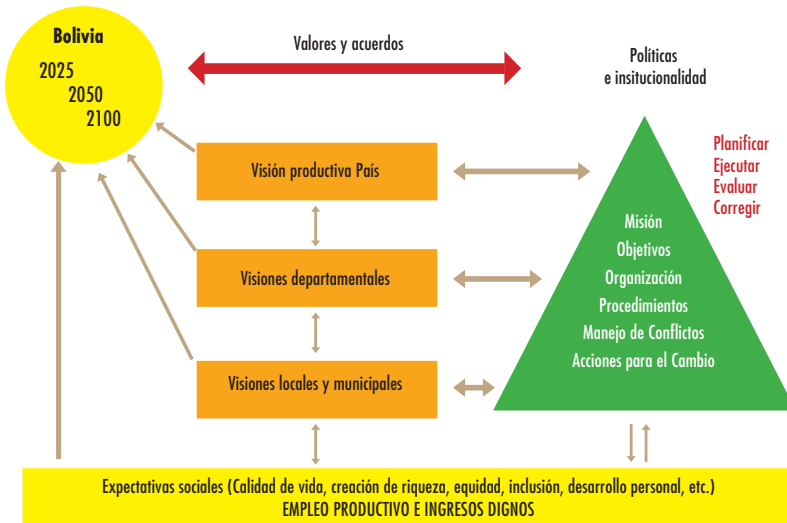 Bolivia
2025
2050
2100
Valores y acuerdos
Políticas
e insitucionalidad
Planificar
Ejecutar
Evaluar
Corregir
Visión productiva País
Visiones departamentales
Visiones locales y municipales
Misión
Objetivos
Organización
Procedimientos
Manejo de Conflictos
Acciones para el Cambio
Expectativas sociales (Calidad de vida, creación de riqueza, equidad, inclusión, desarrollo personal, etc.)
EMPLEO PRODUCTIVO E INGRESOS DIGNOS